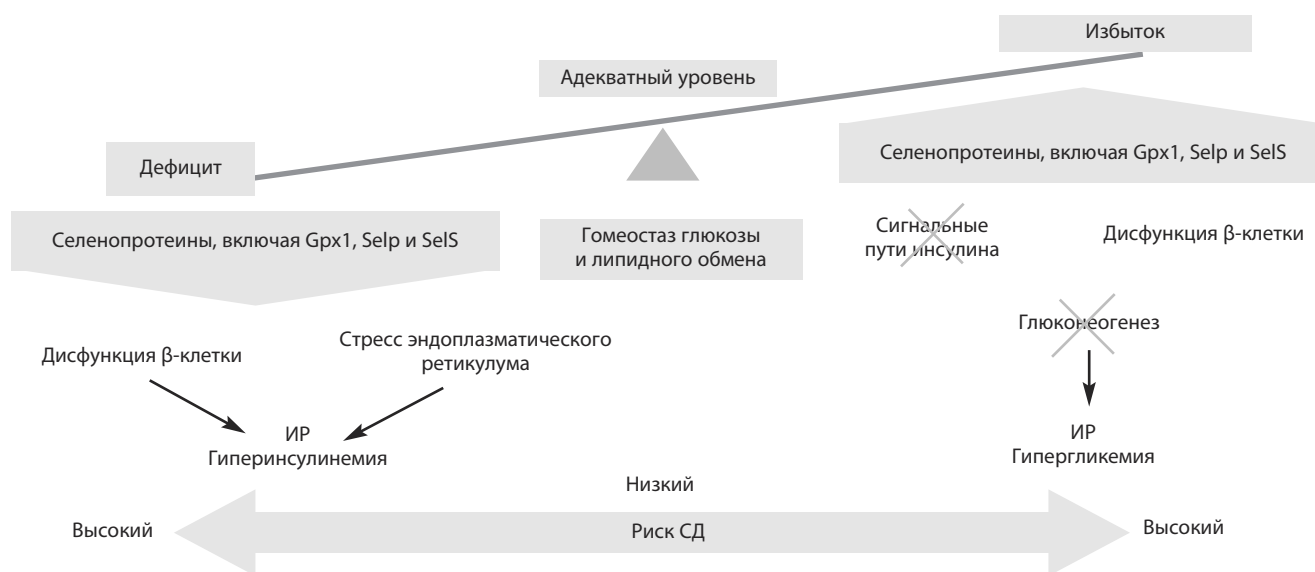 Избыток
Адекватный уровень
Дефицит
Селенопротеины, включая Gpx1, Selp и SelS
Селенопротеины, включая Gpx1, Selp и SelS
Гомеостаз глюкозы
и липидного обмена
Сигнальные
пути инсулина
Дисфункция β-клетки
Глюконеогенез
Дисфункция β-клетки
Стресс эндоплазматического
ретикулума
ИР
Гиперинсулинемия
ИР
Гипергликемия
Низкий
Высокий
Риск СД
Высокий